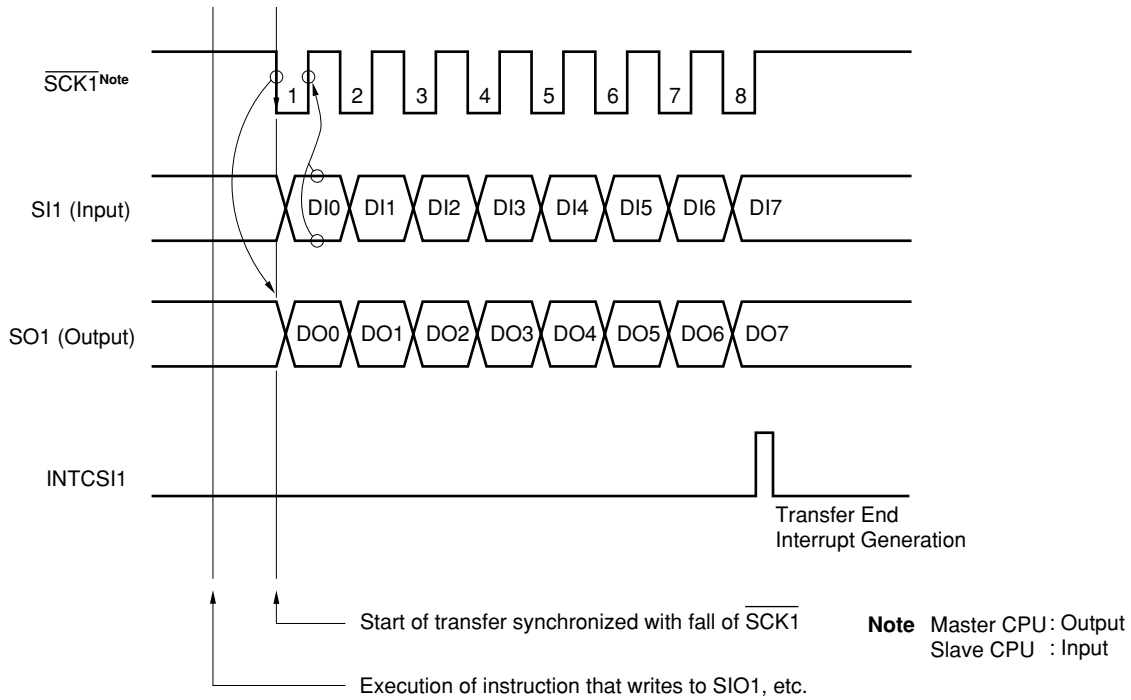 SCK1Note
1 2 3 4 5 6 7 8
SI1 (Input)
DI0 DI1 DI2 DI3 DI4 DI5 DI6 DI7
SO1 (Output)
DO0 DO1 DO2 DO3 DO4 DO5 DO6 DO7
INTCSI1
Transfer End
Interrupt Generation
Start of transfer synchronized with fall of SCK1
Note Master CPU : Output
Slave CPU : Input
Execution of instruction that writes to SIO1, etc.